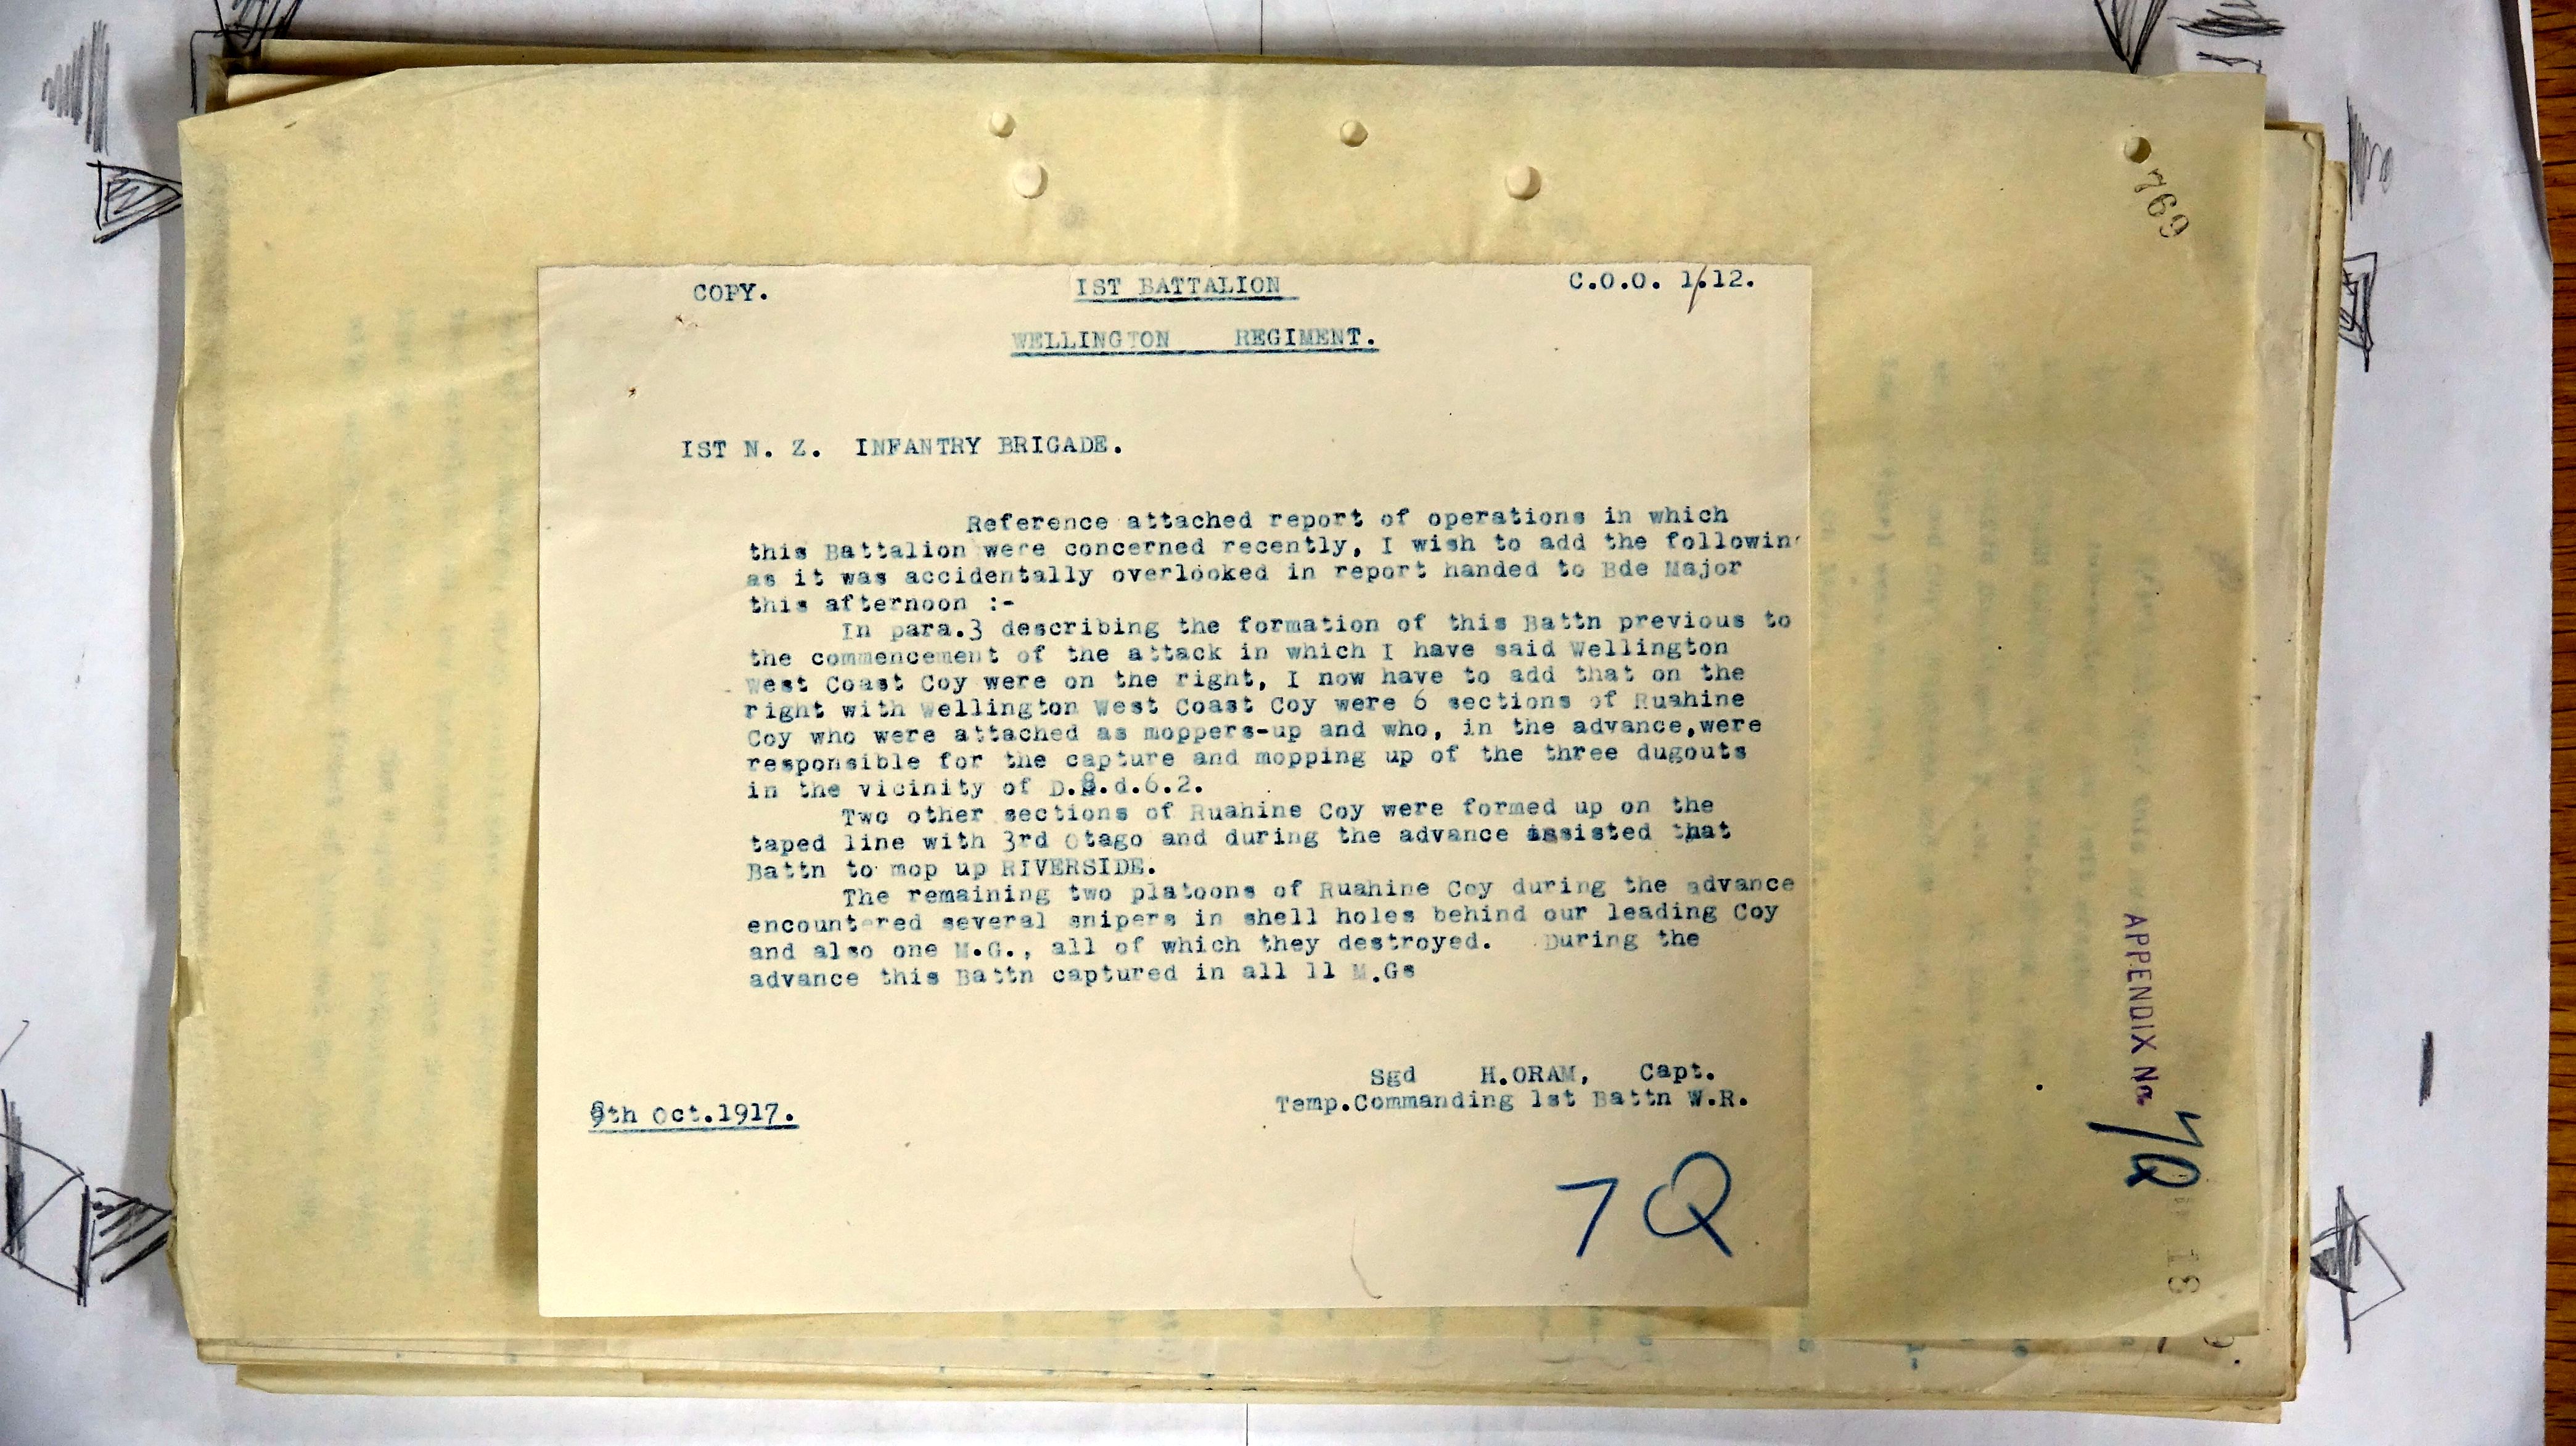 769
COPY.
1ST BATTALION
C.O.O. 1/12.
WELLINGTON REGIMENT.
1ST N. Z. INFANTRY BRIGADE.
Reference attached report of operations in which
this Battalion were concerned recently, I wish to add the following
as it was accidentally overlooked in report handed to Bde Major
this afternoon :-
In para.3 describing the formation of this Battn previous to
the commencement of the attack in which I have said Wellington
West Coast Coy were on the right, I now have to add that on the
right with Wellington West Coast Coy were 6 sections of Ruahine
Coy who were attached as moppers-up and who, in the advance,were
responsible for the capture and mopping up of the three dugouts
in the vicinity of D.8.d.6.2.
Two other sections of Ruahine Coy were formed up on the
taped line with 3rd Otago and during the advance assisted that
Battn to mop up RIVERSIDE.
The remaining two platoons of Ruahine Coy during the advance
encountered several snipers in shell holes behind our leading Coy
and also one M.G., all of which they destroyed. During the
advance this Battn captured in all 11 M.Gs
Sgd H.ORAM, Capt.
Temp.Commanding 1st Battn W.R.
9th Oct.1917.
7Q
APPENDIX No. 7Q
18